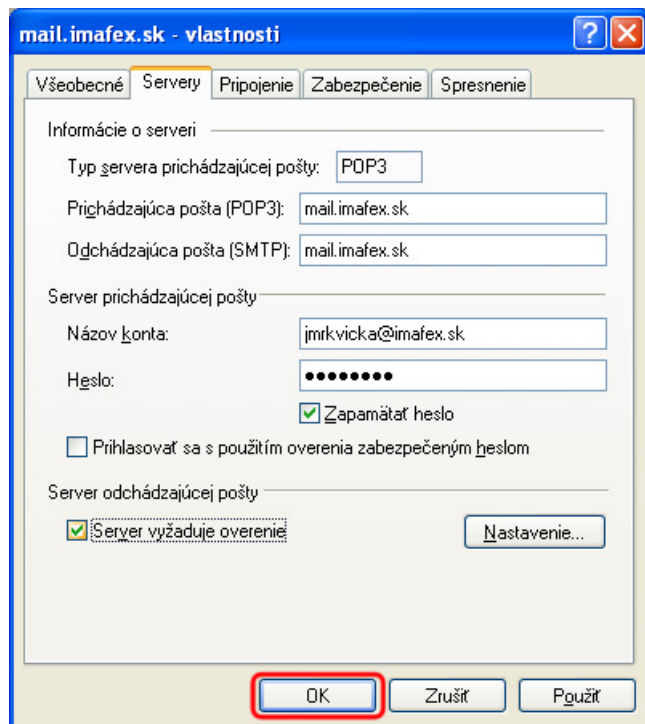 mail.imafex.sk - vlastnosti
Všeobecné Servery Pripojenie Zabezpečenie Spresnenie
Informácie o serveri
Typ servera prichádzajúcej pošty: POP3
Prichádzajúca pošta (POP3): mail.imafex.sk
Odchádzajúca pošta (SMTP): mail.imafex.sk
Server prichádzajúcej pošty
Názov konta: jmrkvicka@imafex.sk
Heslo: ●●●●●●●●
Zapamätať heslo
Prihlasovať sa s použitím overenia zabezpečeným heslom
Server odchádzajúcej pošty
Server vyžaduje overenie Nastavenie...
OK Zrušiť Použiť